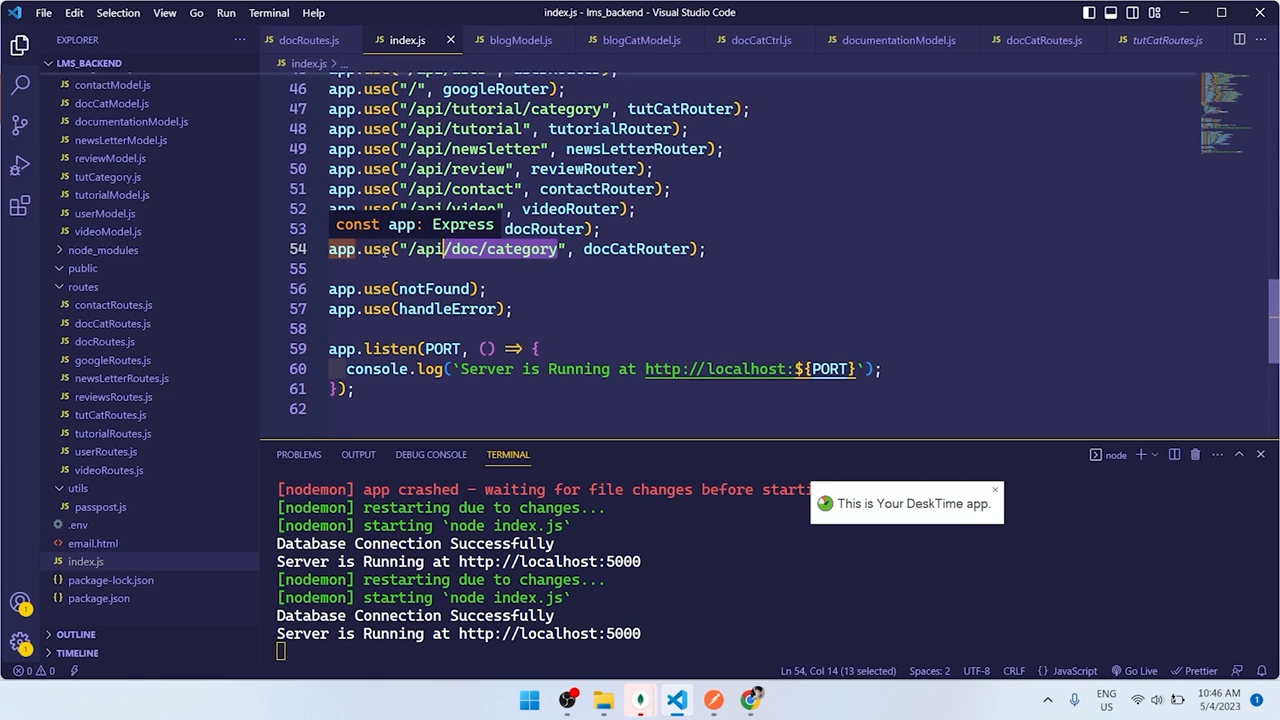 File Edit Selection View Go Run Terminal Help
index.js - lms_backend - Visual Studio Code
EXPLORER
docRoutes.js
index.js
blogModel.js
blogCatModel.js
docCatCtrl.js
documentationModel.js
docCatRoutes.js
tutCatRoutes.js
LMS_BACKEND
contactModel.js
docCatModel.js
documentationModel.js
newsLetterModel.js
reviewModel.js
tutCategory.js
tutorialModel.js
userModel.js
videoModel.js
node_modules
public
routes
contactRoutes.js
docCatRoutes.js
docRoutes.js
googleRoutes.js
newsLetterRoutes.js
reviewsRoutes.js
tutCatRoutes.js
tutorialRoutes.js
userRoutes.js
videoRoutes.js
utils
passpost.js
.env
email.html
index.js
package-lock.json
package.json
OUTLINE
TIMELINE
index.js > ...
46 app.use("/", googleRouter);
47 app.use("/api/tutorial/category", tutCatRouter);
48 app.use("/api/tutorial", tutorialRouter);
49 app.use("/api/newsletter", newsLetterRouter);
50 app.use("/api/review", reviewRouter);
51 app.use("/api/contact", contactRouter);
52 app.use("/api/video", videoRouter);
53 docRouter);
const app: Express
54 app.use("/api/doc/category", docCatRouter);
55
56 app.use(notFound);
57 app.use(handleError);
58
59 app.listen(PORT, () => {
60 console.log(`Server is Running at http://localhost:${PORT}`);
61 });
62
PROBLEMS OUTPUT DEBUG CONSOLE TERMINAL
node
[nodemon] app crashed - waiting for file changes before starti
[nodemon] restarting due to changes...
[nodemon] starting `node index.js`
Database Connection Successfully
Server is Running at http://localhost:5000
[nodemon] restarting due to changes...
[nodemon] starting `node index.js`
Database Connection Successfully
Server is Running at http://localhost:5000
This is Your DeskTime app.
0 0
Ln 54, Col 14 (13 selected) Spaces: 2 UTF-8 CRLF {} JavaScript Go Live Prettier
ENG
US
10:46 AM
5/4/2023